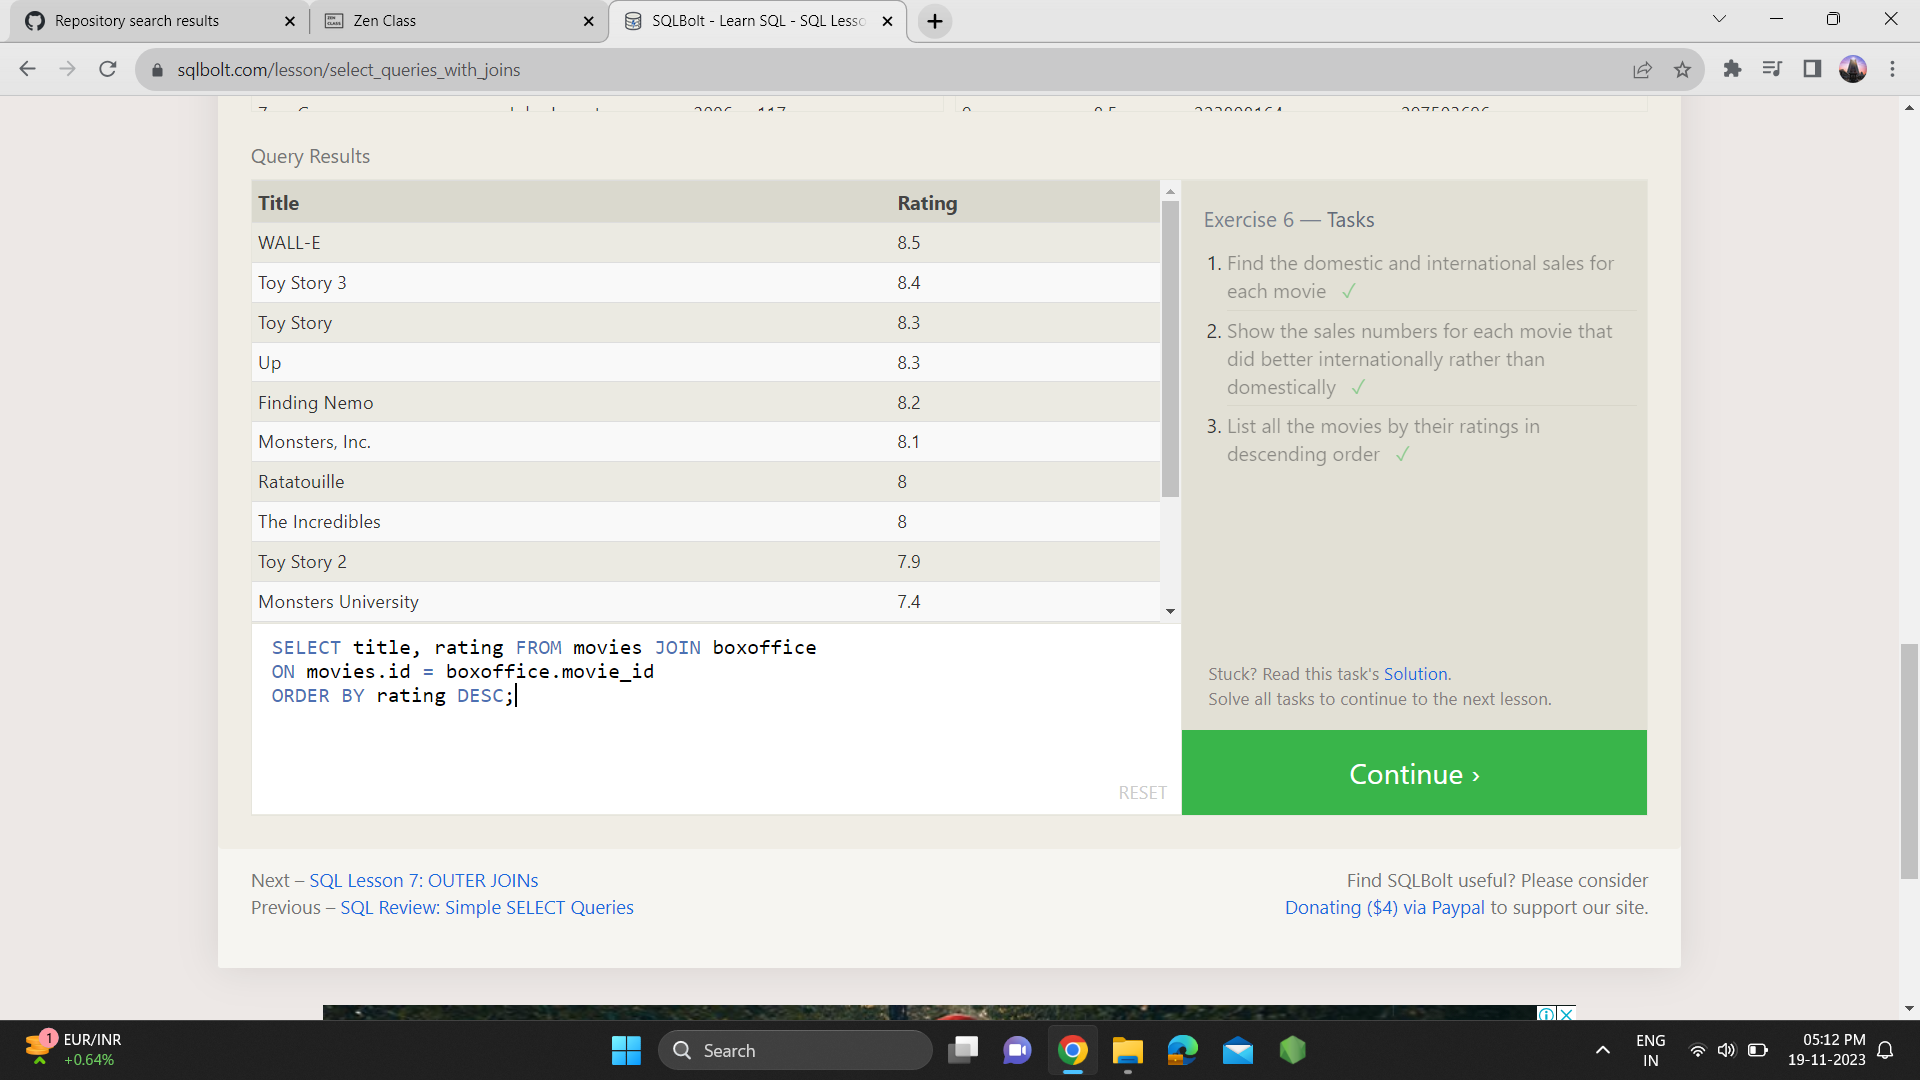 Repository search results
Zen Class
SQLBolt - Learn SQL - SQL Lesso
sqlbolt.com/lesson/select_queries_with_joins
Query Results
Title Rating
WALL-E 8.5
Toy Story 3 8.4
Toy Story 8.3
Up 8.3
Finding Nemo 8.2
Monsters, Inc. 8.1
Ratatouille 8
The Incredibles 8
Toy Story 2 7.9
Monsters University 7.4
SELECT title, rating FROM movies JOIN boxoffice
ON movies.id = boxoffice.movie_id
ORDER BY rating DESC;
RESET
Exercise 6 — Tasks
1. Find the domestic and international sales for
each movie ✓
2. Show the sales numbers for each movie that
did better internationally rather than
domestically ✓
3. List all the movies by their ratings in
descending order ✓
Stuck? Read this task's Solution.
Solve all tasks to continue to the next lesson.
Continue ›
Next – SQL Lesson 7: OUTER JOINs
Previous – SQL Review: Simple SELECT Queries
Find SQLBolt useful? Please consider
Donating ($4) via Paypal to support our site.
1
EUR/INR
+0.64%
Search
ENG
IN
05:12 PM
19-11-2023